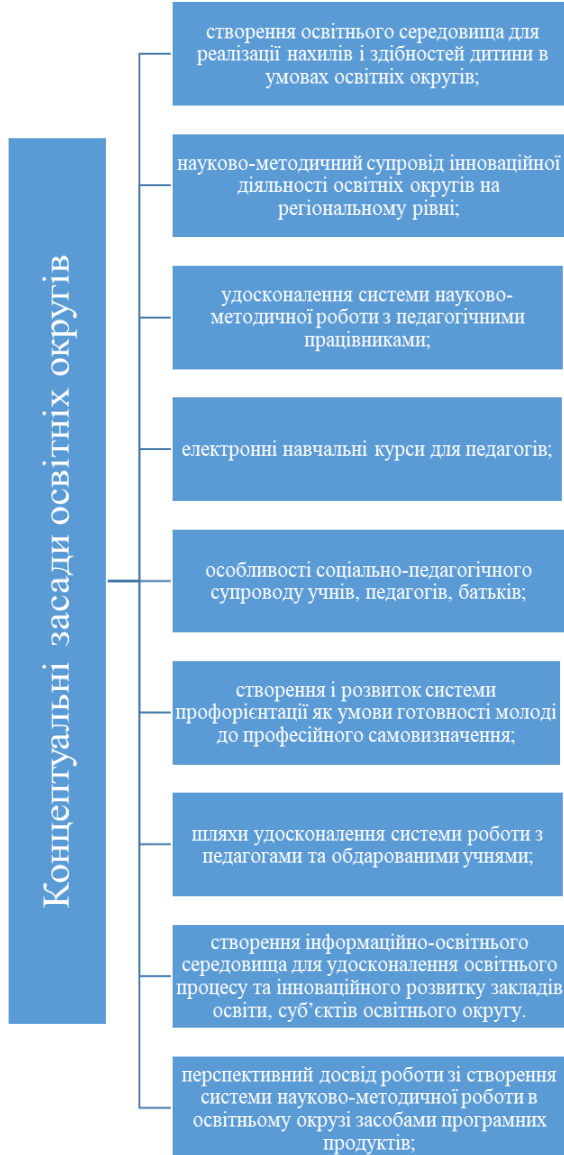 Концептуальні засади освітніх округів
створення освітнього середовища для
реалізації нахилів і здібностей дитини в
умовах освітніх округів;
науково-методичний супровід інноваційної
діяльності освітніх округів на
регіональному рівні;
удосконалення системи науково-
методичної роботи з педагогічними
працівниками;
електронні навчальні курси для педагогів;
особливості соціально-педагогічного
супроводу учнів, педагогів, батьків;
створення і розвиток системи
профорієнтації як умови готовності молоді
до професійного самовизначення;
шляхи удосконалення системи роботи з
педагогами та обдарованими учнями;
створення інформаційно-освітнього
середовища для удосконалення освітнього
процесу та інноваційного розвитку закладів
освіти, суб’єктів освітнього округу.
перспективний досвід роботи зі створення
системи науково-методичної роботи в
освітньому окрузі засобами програмних
продуктів;